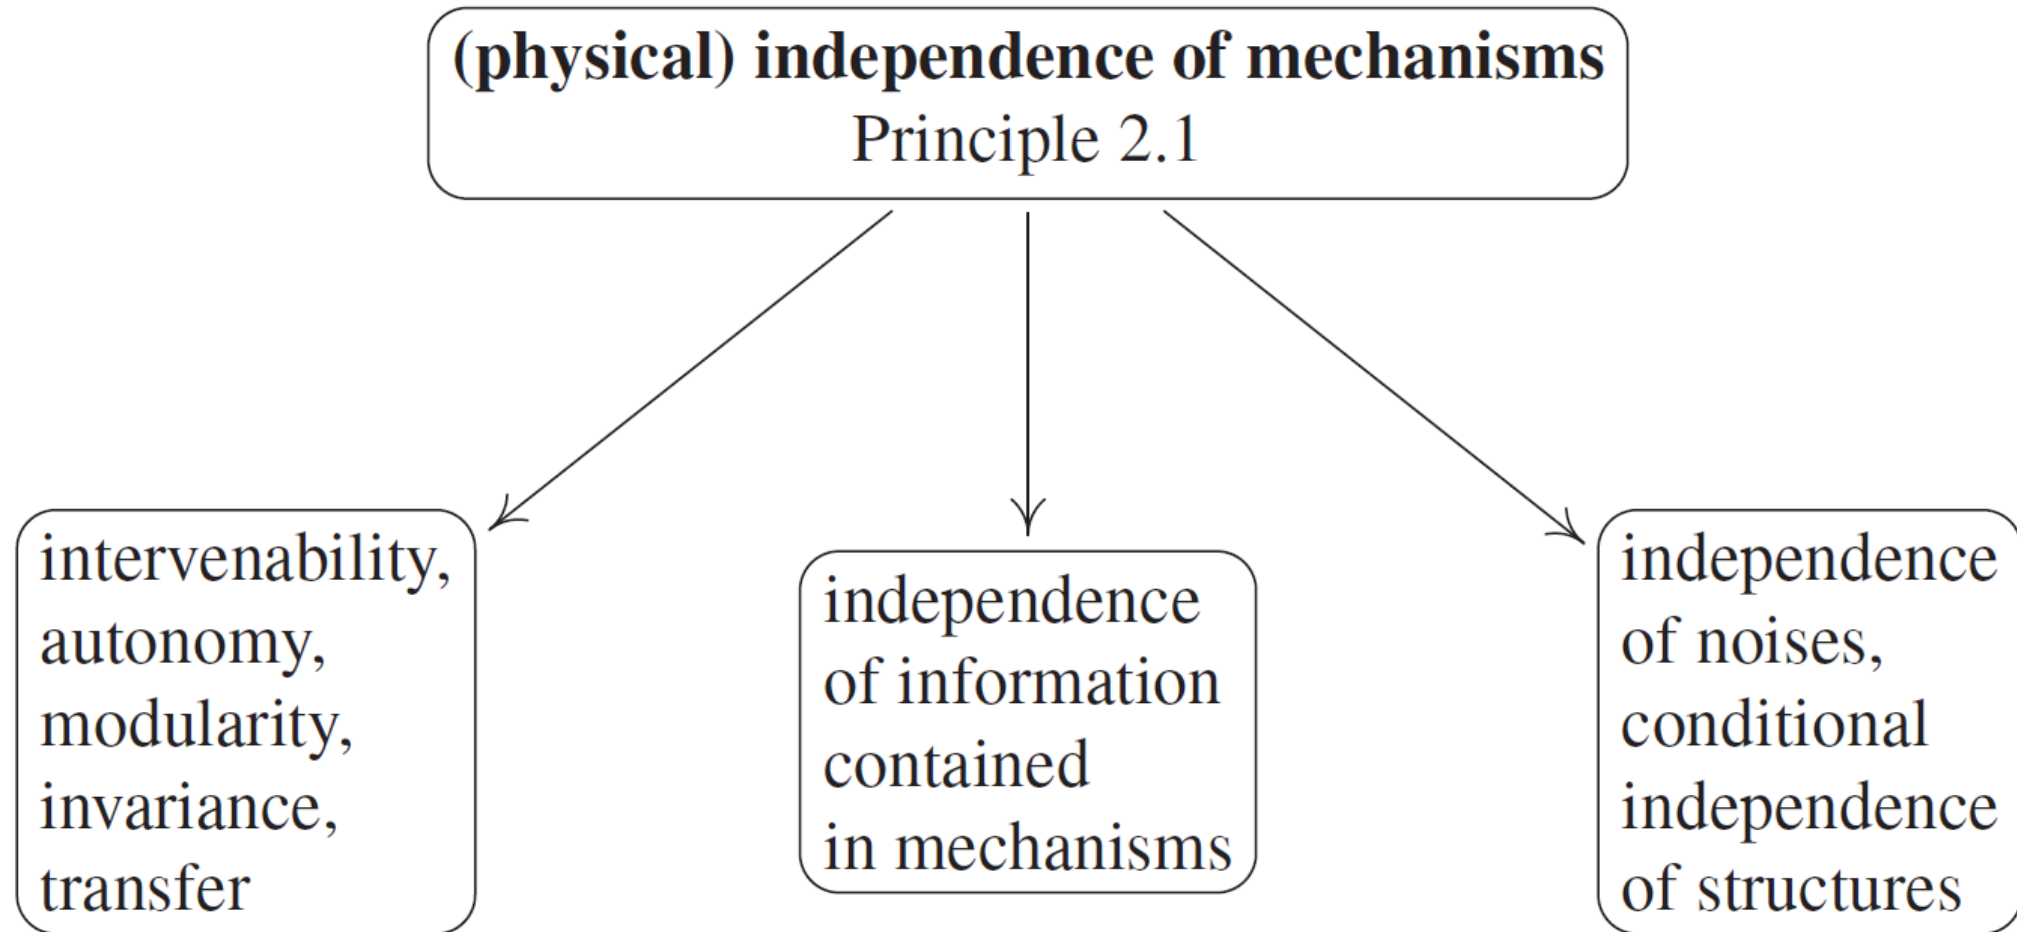 (physical) independence of mechanisms
Principle 2.1
intervenability,
autonomy,
modularity,
invariance,
transfer
independence
of information
contained
in mechanisms
independence
of noises,
conditional
independence
of structures